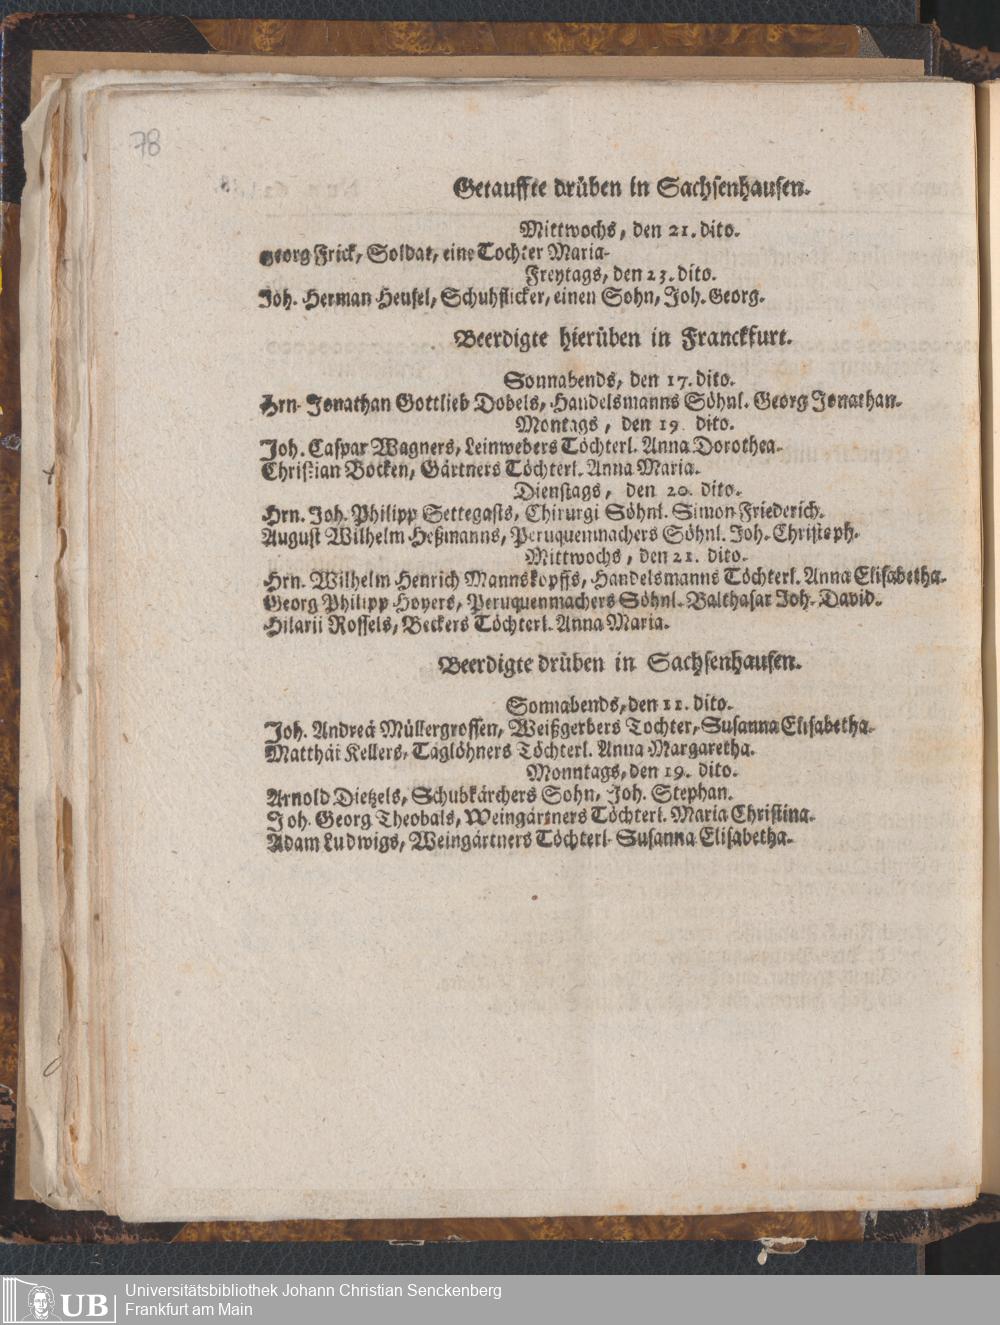 78
Getauffte drüben in Sachsenhausen.
Mittwochs, den 21. dito.
Georg Frick, Soldat, eine Tochter Maria.
Freytags, den 23. dito.
Joh. Herman Heusel, Schuhflicker, einen Sohn, Joh. Georg.
Beerdigte hierüben in Franckfurt.
Sonnabends, den 17. dito.
Hrn. Jonathan Gottlieb Dobels, Handelsmanns Söhnl. Georg Jonathan.
Montags, den 19. dito.
Joh. Caspar Wagners, Leinwebers Töchterl. Anna Dorothea.
Christian Bocken, Gärtners Töchterl. Anna Maria.
Dienstags, den 20. dito.
Hrn. Joh. Philipp Settegasts, Chirurgi Söhnl. Simon Friederich.
August Wilhelm Heßmanns, Peruquenmachers Söhnl. Joh. Christoph.
Mittwochs, den 21. dito.
Hrn. Wilhelm Henrich Mannskopffs, Handelsmanns Töchterl. Anna Elisabetha.
Georg Philipp Hoyers, Peruquenmachers Söhnl. Balthasar Joh. David.
Hilarii Rossels, Beckers Töchterl. Anna Maria.
Beerdigte drüben in Sachsenhausen.
Sonnabends, den 11. dito.
Joh. Andreä Müllergrossen, Weißgerbers Tochter, Susanna Elisabetha.
Matthäi Kellers, Taglöhners Töchterl. Anna Margaretha.
Monntags, den 19. dito.
Arnold Dietzels, Schubkärchers Sohn, Joh. Stephan.
Joh. Georg Theobals, Weingärtners Töchterl. Maria Christina.
Adam Ludwigs, Weingärtners Töchterl. Susanna Elisabetha.
UB
Universitätsbibliothek Johann Christian Senckenberg
Frankfurt am Main